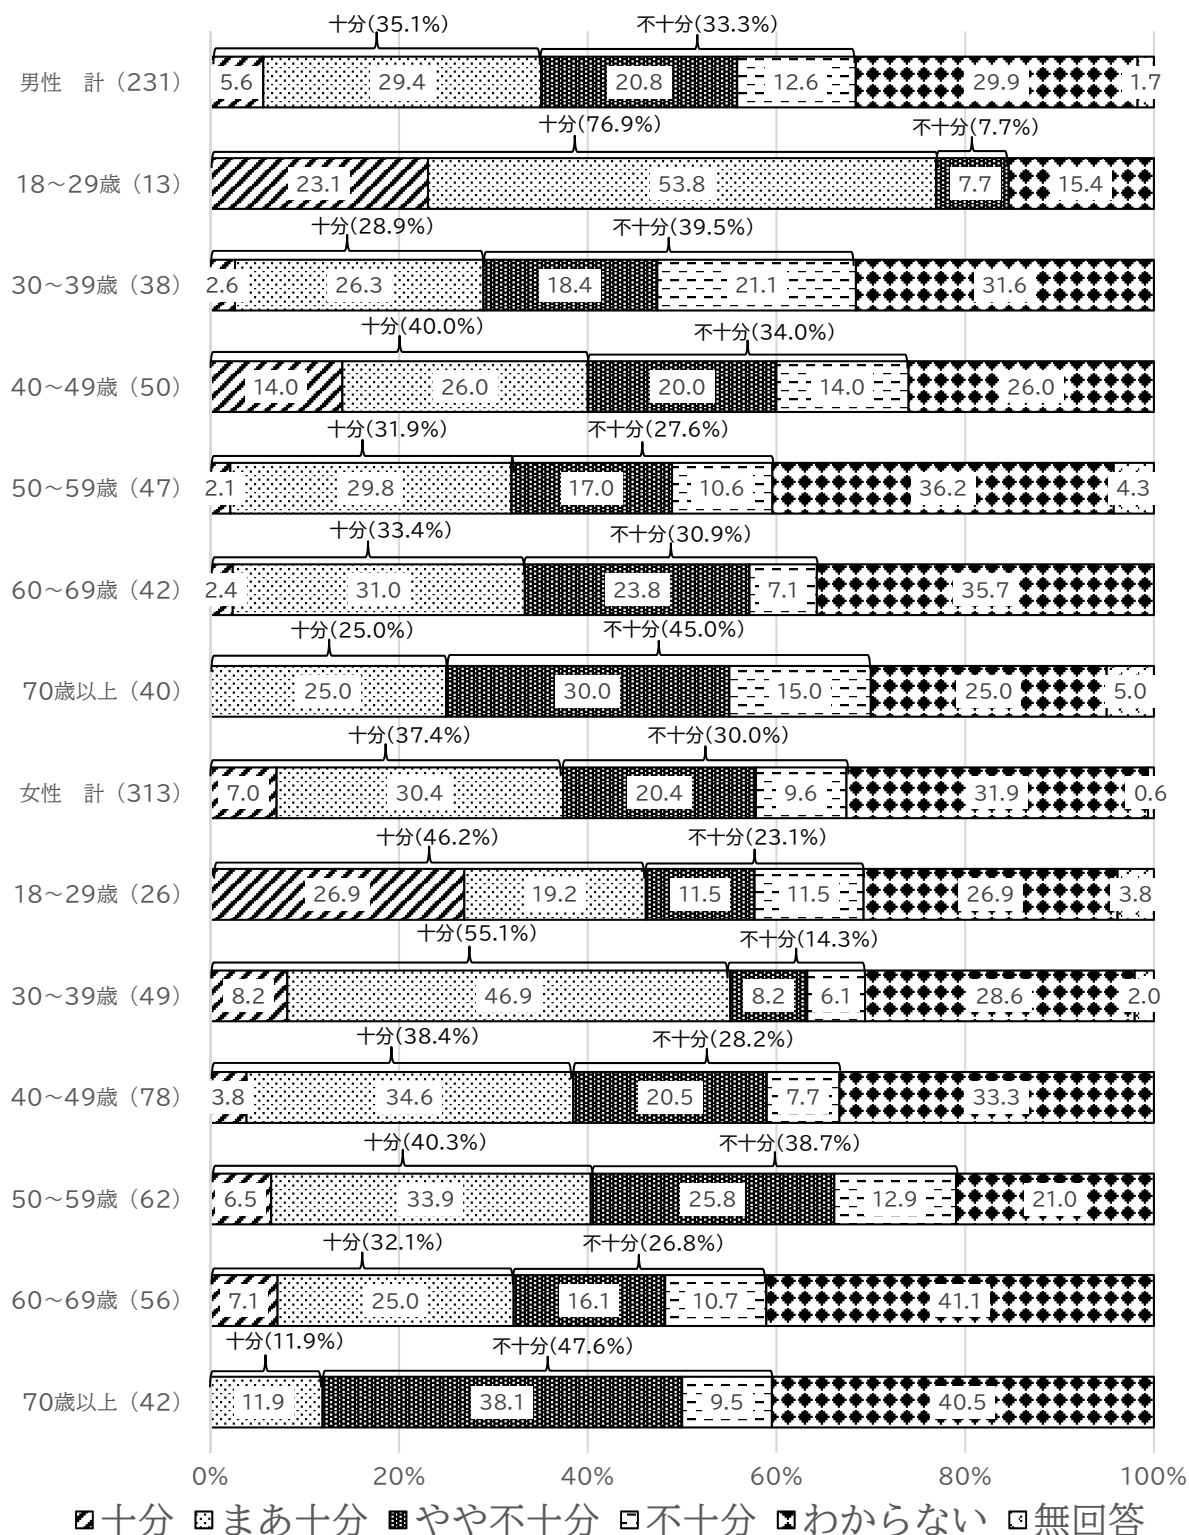 十分(35.1%) 不十分(33.3%)
男性 計（231） 5.6 29.4 20.8 12.6 29.9 1.7
十分(76.9%) 不十分(7.7%)
18～29歳（13） 23.1 53.8 7.7 15.4
十分(28.9%) 不十分(39.5%)
30～39歳（38） 2.6 26.3 18.4 21.1 31.6
十分(40.0%) 不十分(34.0%)
40～49歳（50） 14.0 26.0 20.0 14.0 26.0
十分(31.9%) 不十分(27.6%)
50～59歳（47） 2.1 29.8 17.0 10.6 36.2 4.3
十分(33.4%) 不十分(30.9%)
60～69歳（42） 2.4 31.0 23.8 7.1 35.7
十分(25.0%) 不十分(45.0%)
70歳以上（40） 25.0 30.0 15.0 25.0 5.0
十分(37.4%) 不十分(30.0%)
女性 計（313） 7.0 30.4 20.4 9.6 31.9 0.6
十分(46.2%) 不十分(23.1%)
18～29歳（26） 26.9 19.2 11.5 11.5 26.9 3.8
十分(55.1%) 不十分(14.3%)
30～39歳（49） 8.2 46.9 8.2 6.1 28.6 2.0
十分(38.4%) 不十分(28.2%)
40～49歳（78） 3.8 34.6 20.5 7.7 33.3
十分(40.3%) 不十分(38.7%)
50～59歳（62） 6.5 33.9 25.8 12.9 21.0
十分(32.1%) 不十分(26.8%)
60～69歳（56） 7.1 25.0 16.1 10.7 41.1
十分(11.9%) 不十分(47.6%)
70歳以上（42） 11.9 38.1 9.5 40.5
0% 20% 40% 60% 80% 100%
十分 まあ十分 やや不十分 不十分 わからない 無回答